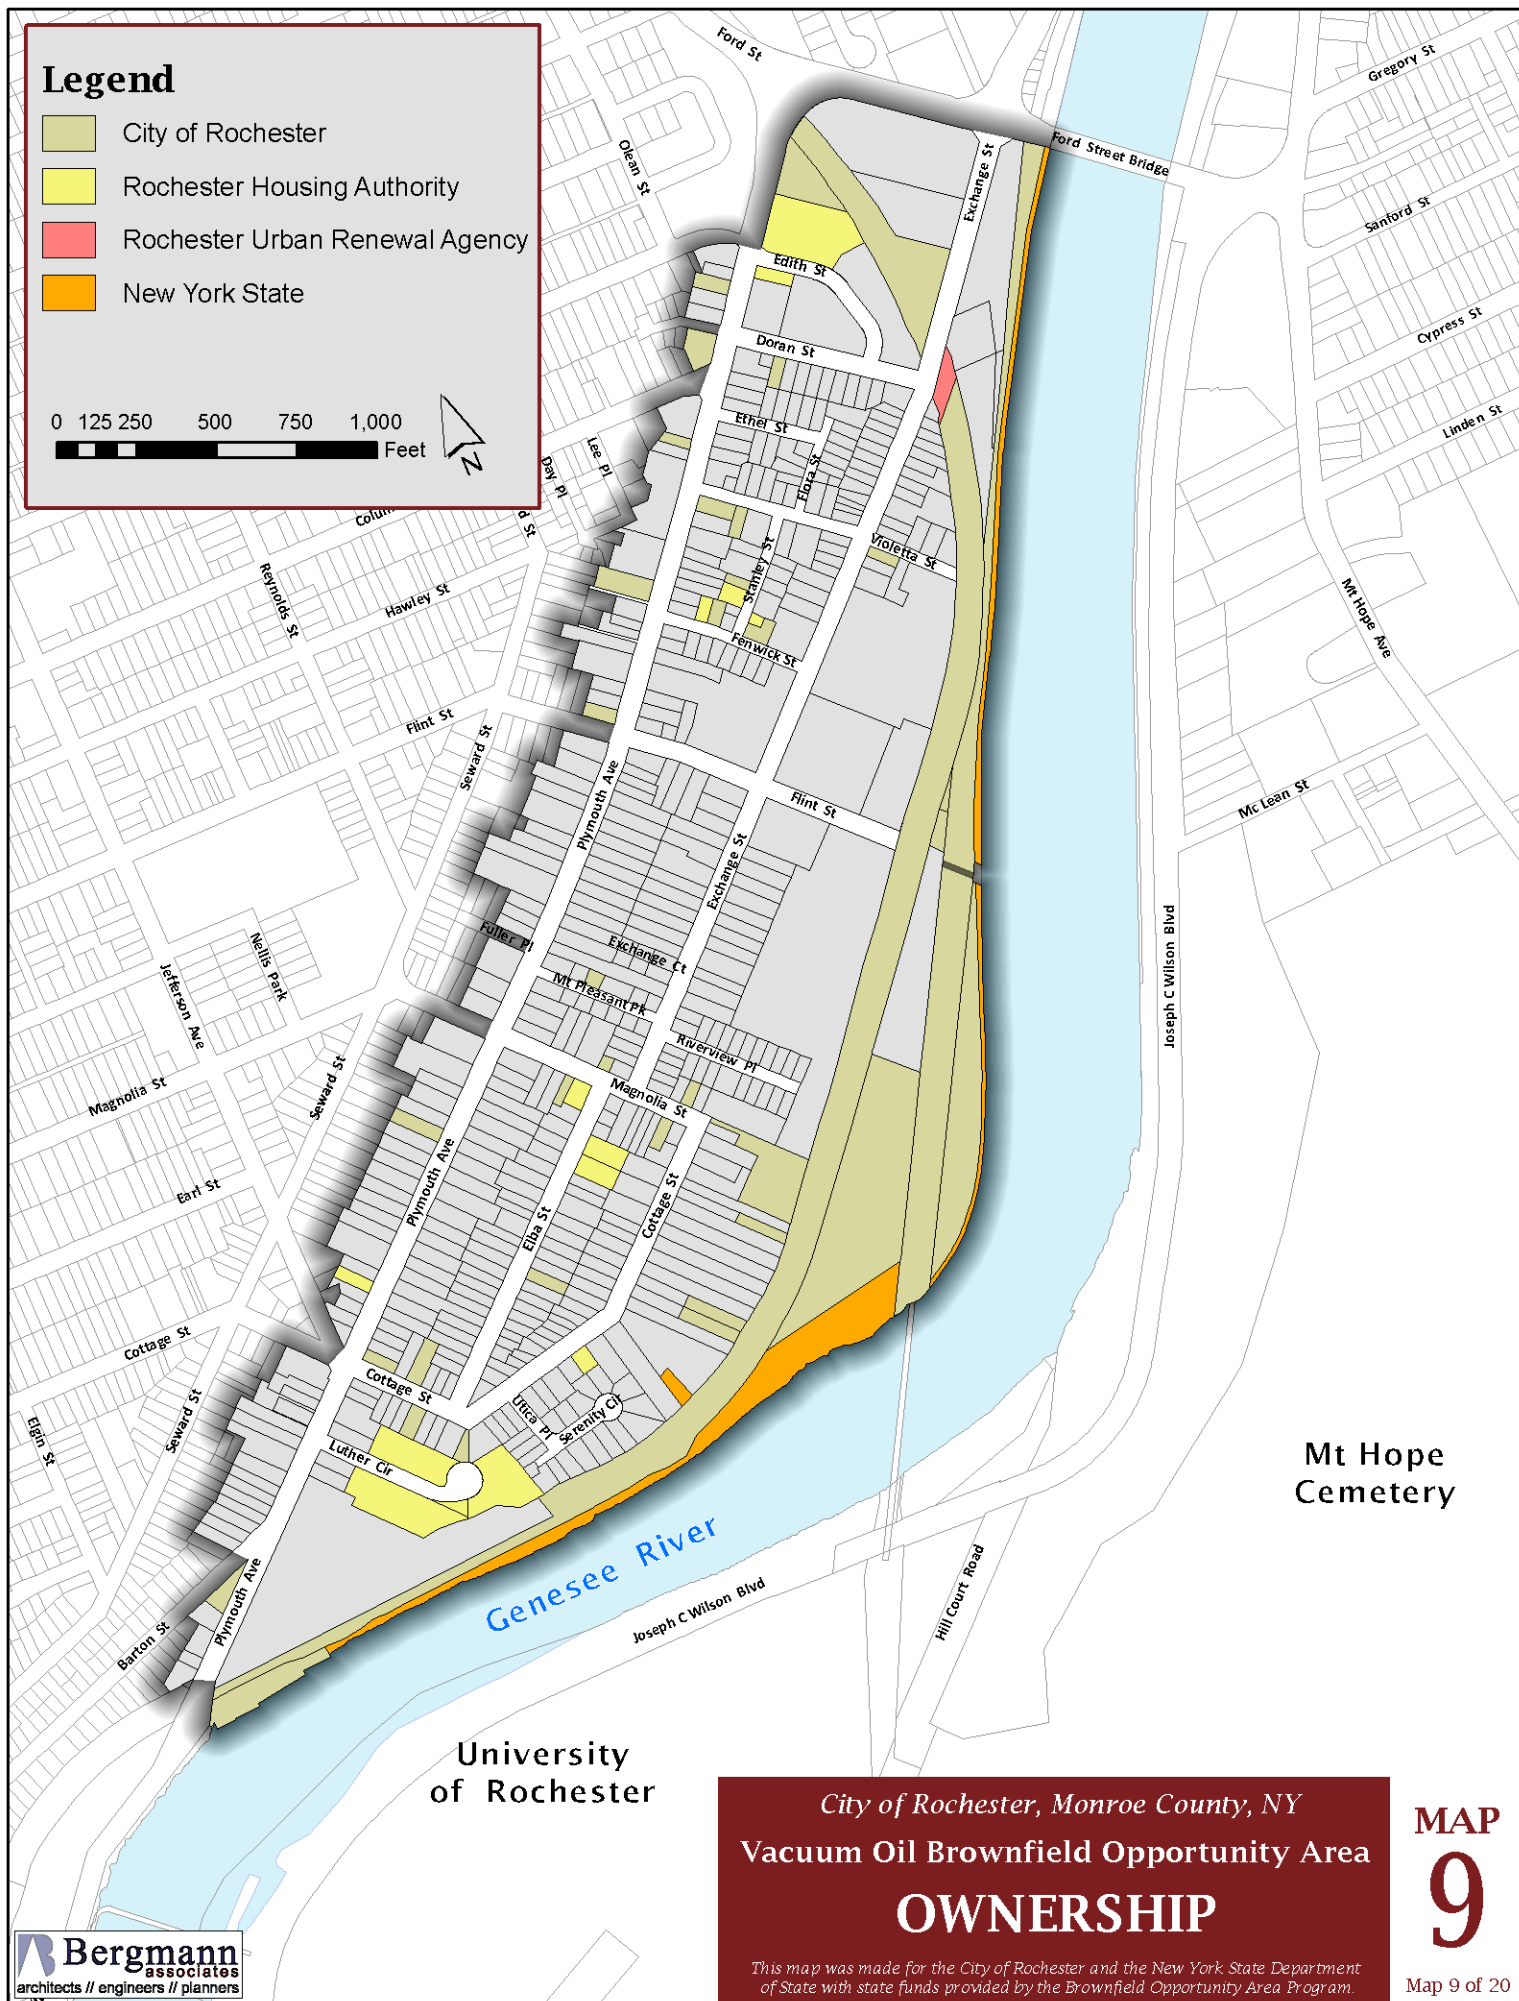 Legend
City of Rochester
Rochester Housing Authority
Rochester Urban Renewal Agency
New York State
0 125 250 500 750 1,000
Feet
N
Ford St
Gregory St
Ford Street Bridge
Olean St
Exchange St
Sanford St
Edith St
Cypress St
Doran St
Linden St
Ethel St
Lee Pl
Day Pl
Flora St
Violetta St
Reynolds St
Hawley St
Stanley St
Mt Hope Ave
Fenwick St
Flint St
Seward St
Plymouth Ave
Flint St
Mc Lean St
Exchange St
Fuller Pl
Exchange Ct
Nellis Park
Jefferson Ave
Mt Pleasant Pk
Joseph C Wilson Blvd
Riverview Pl
Magnolia St
Seward St
Magnolia St
Plymouth Ave
Earl St
Elba St
Cottage St
Cottage St
Cottage St
Utica Pl
Serenity Cir
Seward St
Elgin St
Luther Cir
Mt Hope
Cemetery
Genesee River
Plymouth Ave
Barton St
Joseph C Wilson Blvd
Hill Court Road
University
of Rochester
City of Rochester, Monroe County, NY
Vacuum Oil Brownfield Opportunity Area
OWNERSHIP
This map was made for the City of Rochester and the New York State Department
of State with state funds provided by the Brownfield Opportunity Area Program.
MAP
9
Map 9 of 20
Bergmann
associates
architects // engineers // planners